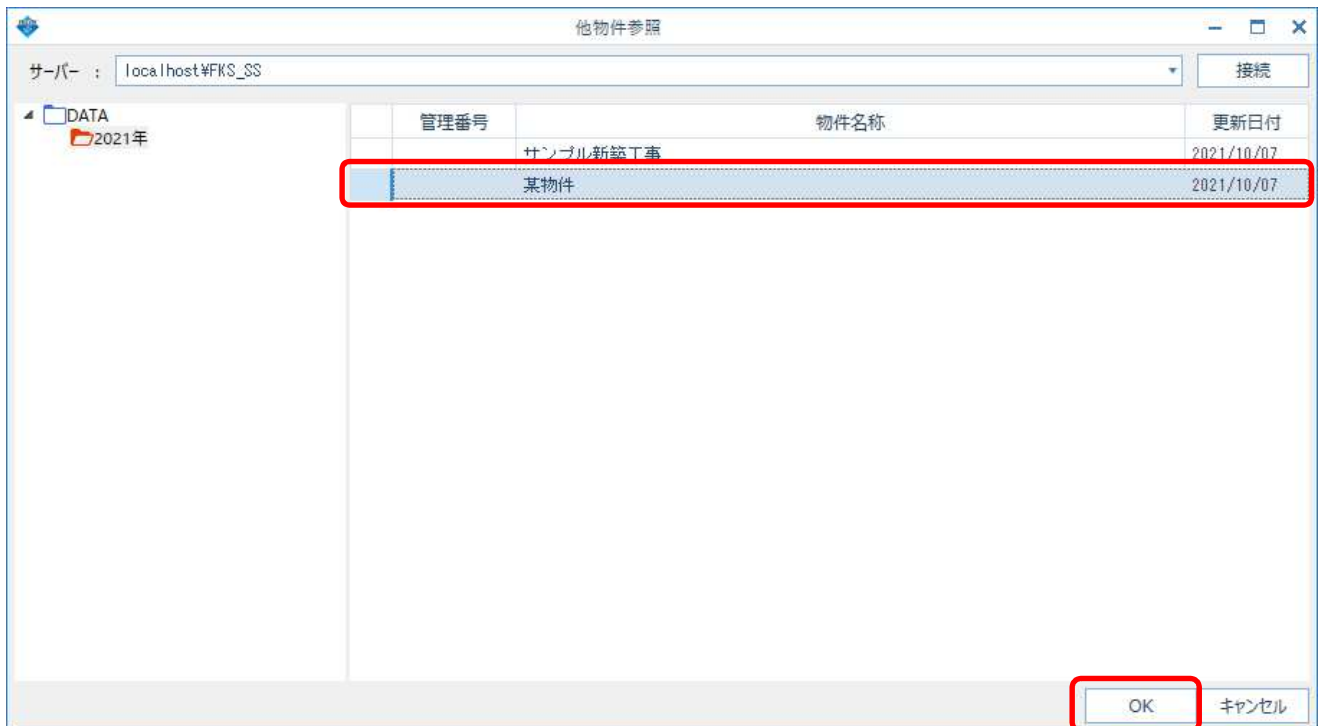 他物件参照
サーバー : localhost¥FKS_SS 接続
DATA
2021年
管理番号 物件名称 更新日付
サンプル新築工事 2021/10/07
某物件 2021/10/07
OK キャンセル